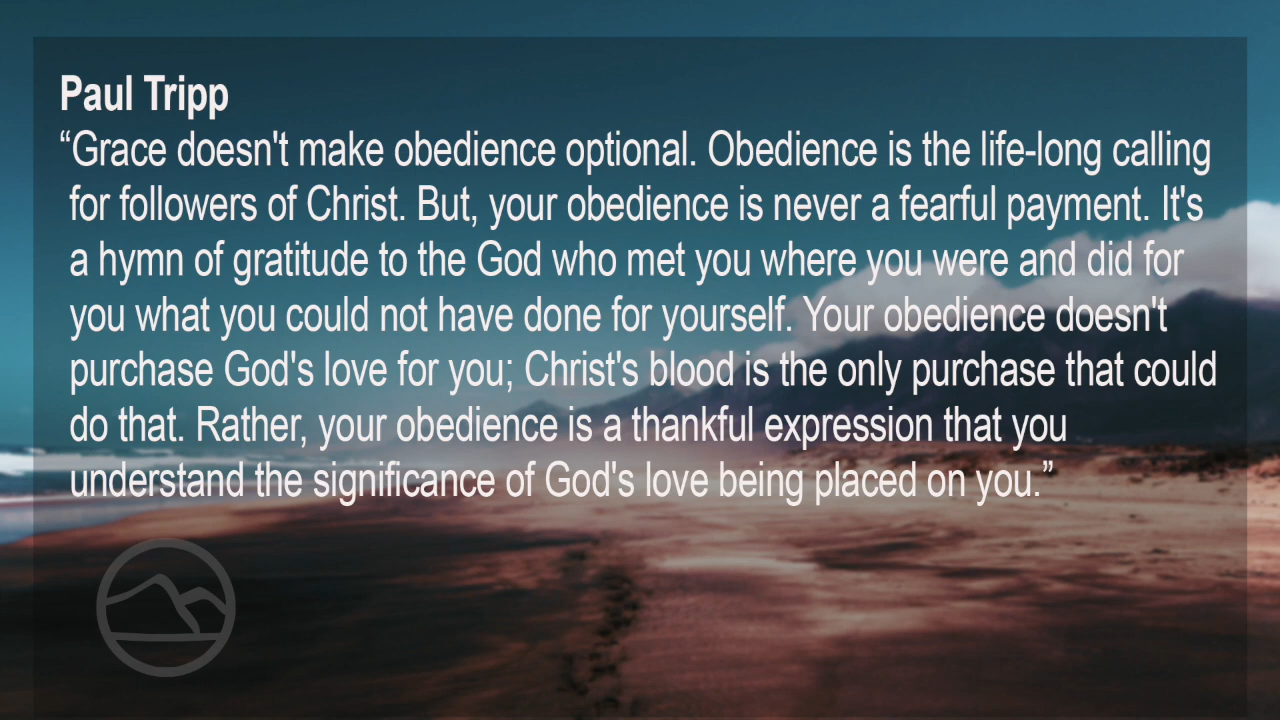 Paul Tripp
“Grace doesn't make obedience optional. Obedience is the life-long calling
for followers of Christ. But, your obedience is never a fearful payment. It's
a hymn of gratitude to the God who met you where you were and did for
you what you could not have done for yourself. Your obedience doesn't
purchase God's love for you; Christ's blood is the only purchase that could
do that. Rather, your obedience is a thankful expression that you
understand the significance of God's love being placed on you.”